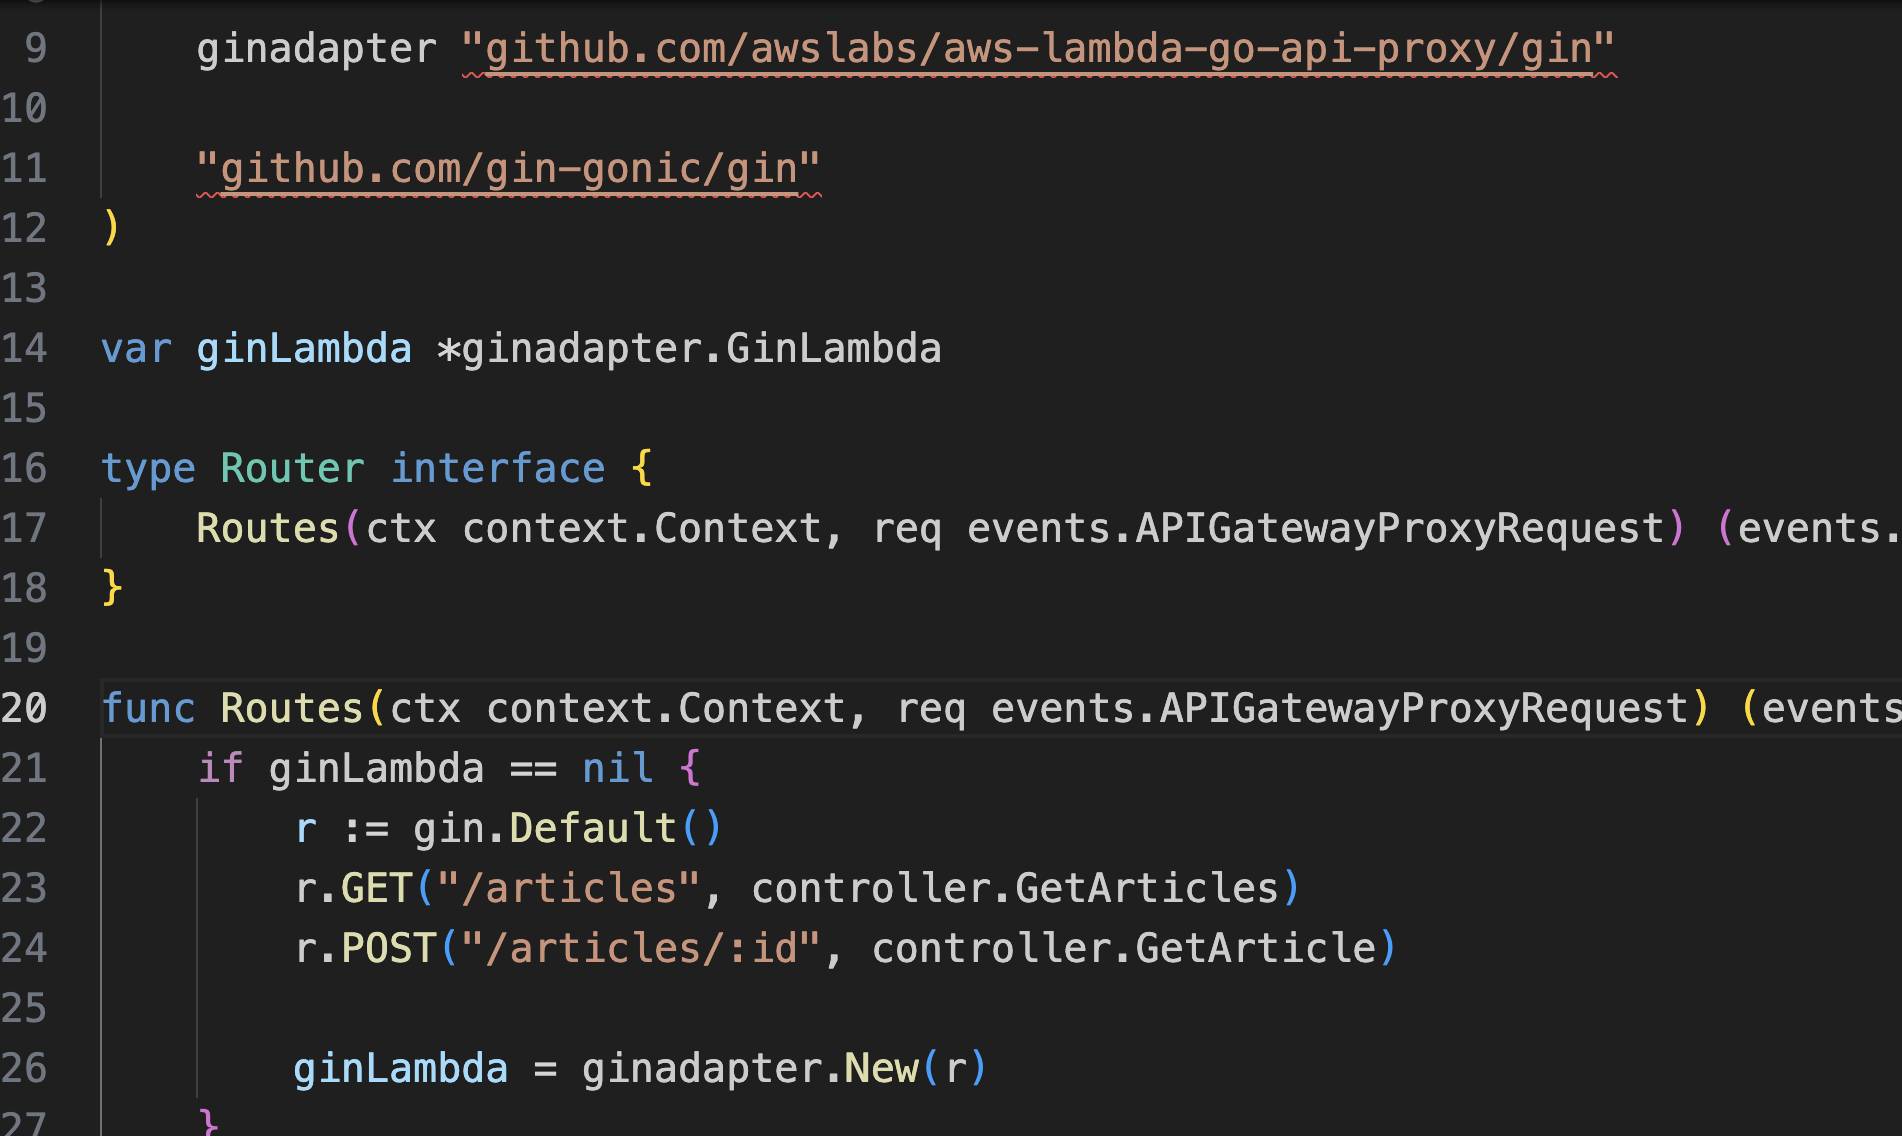 9 ginadapter "github.com/awslabs/aws-lambda-go-api-proxy/gin"
10
11 "github.com/gin-gonic/gin"
12 )
13
14 var ginLambda *ginadapter.GinLambda
15
16 type Router interface {
17 Routes(ctx context.Context, req events.APIGatewayProxyRequest) (events.
18 }
19
20 func Routes(ctx context.Context, req events.APIGatewayProxyRequest) (events
21 if ginLambda == nil {
22 r := gin.Default()
23 r.GET("/articles", controller.GetArticles)
24 r.POST("/articles/:id", controller.GetArticle)
25
26 ginLambda = ginadapter.New(r)
27 }